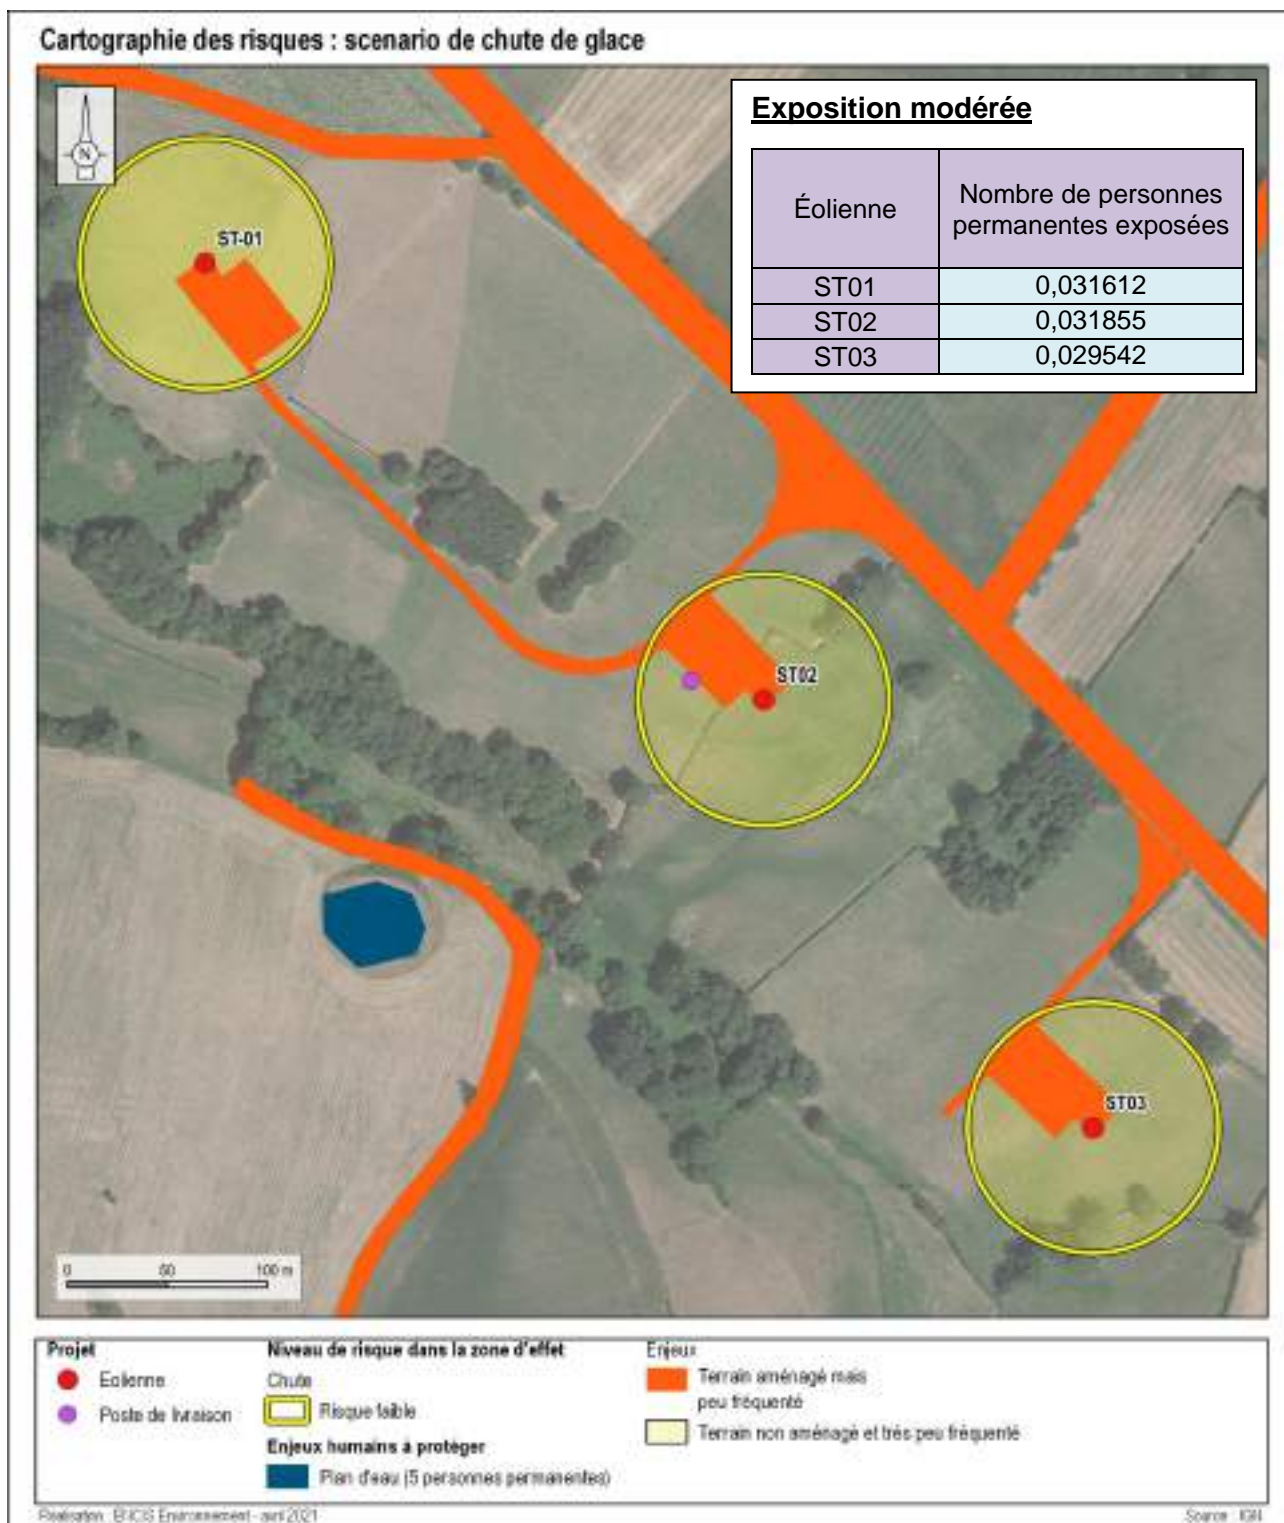 Cartographie des risques : scenario de chute de glace
N
Exposition modérée
Éolienne
Nombre de personnes
permanentes exposées
ST01 0,031612
ST02 0,031855
ST03 0,029542
ST-01
ST02
ST03
0 50 100 m
Projet
Eolienne
Poste de livraison
Niveau de risque dans la zone d'effet
Chute
Risque faible
Enjeux humains à protéger
Plan d'eau (5 personnes permanentes)
Enjeux
Terrain aménagé mais
peu fréquenté
Terrain non aménagé et très peu fréquenté
Réalisation : ENCIS Environnement - avril 2021
Source : IGN